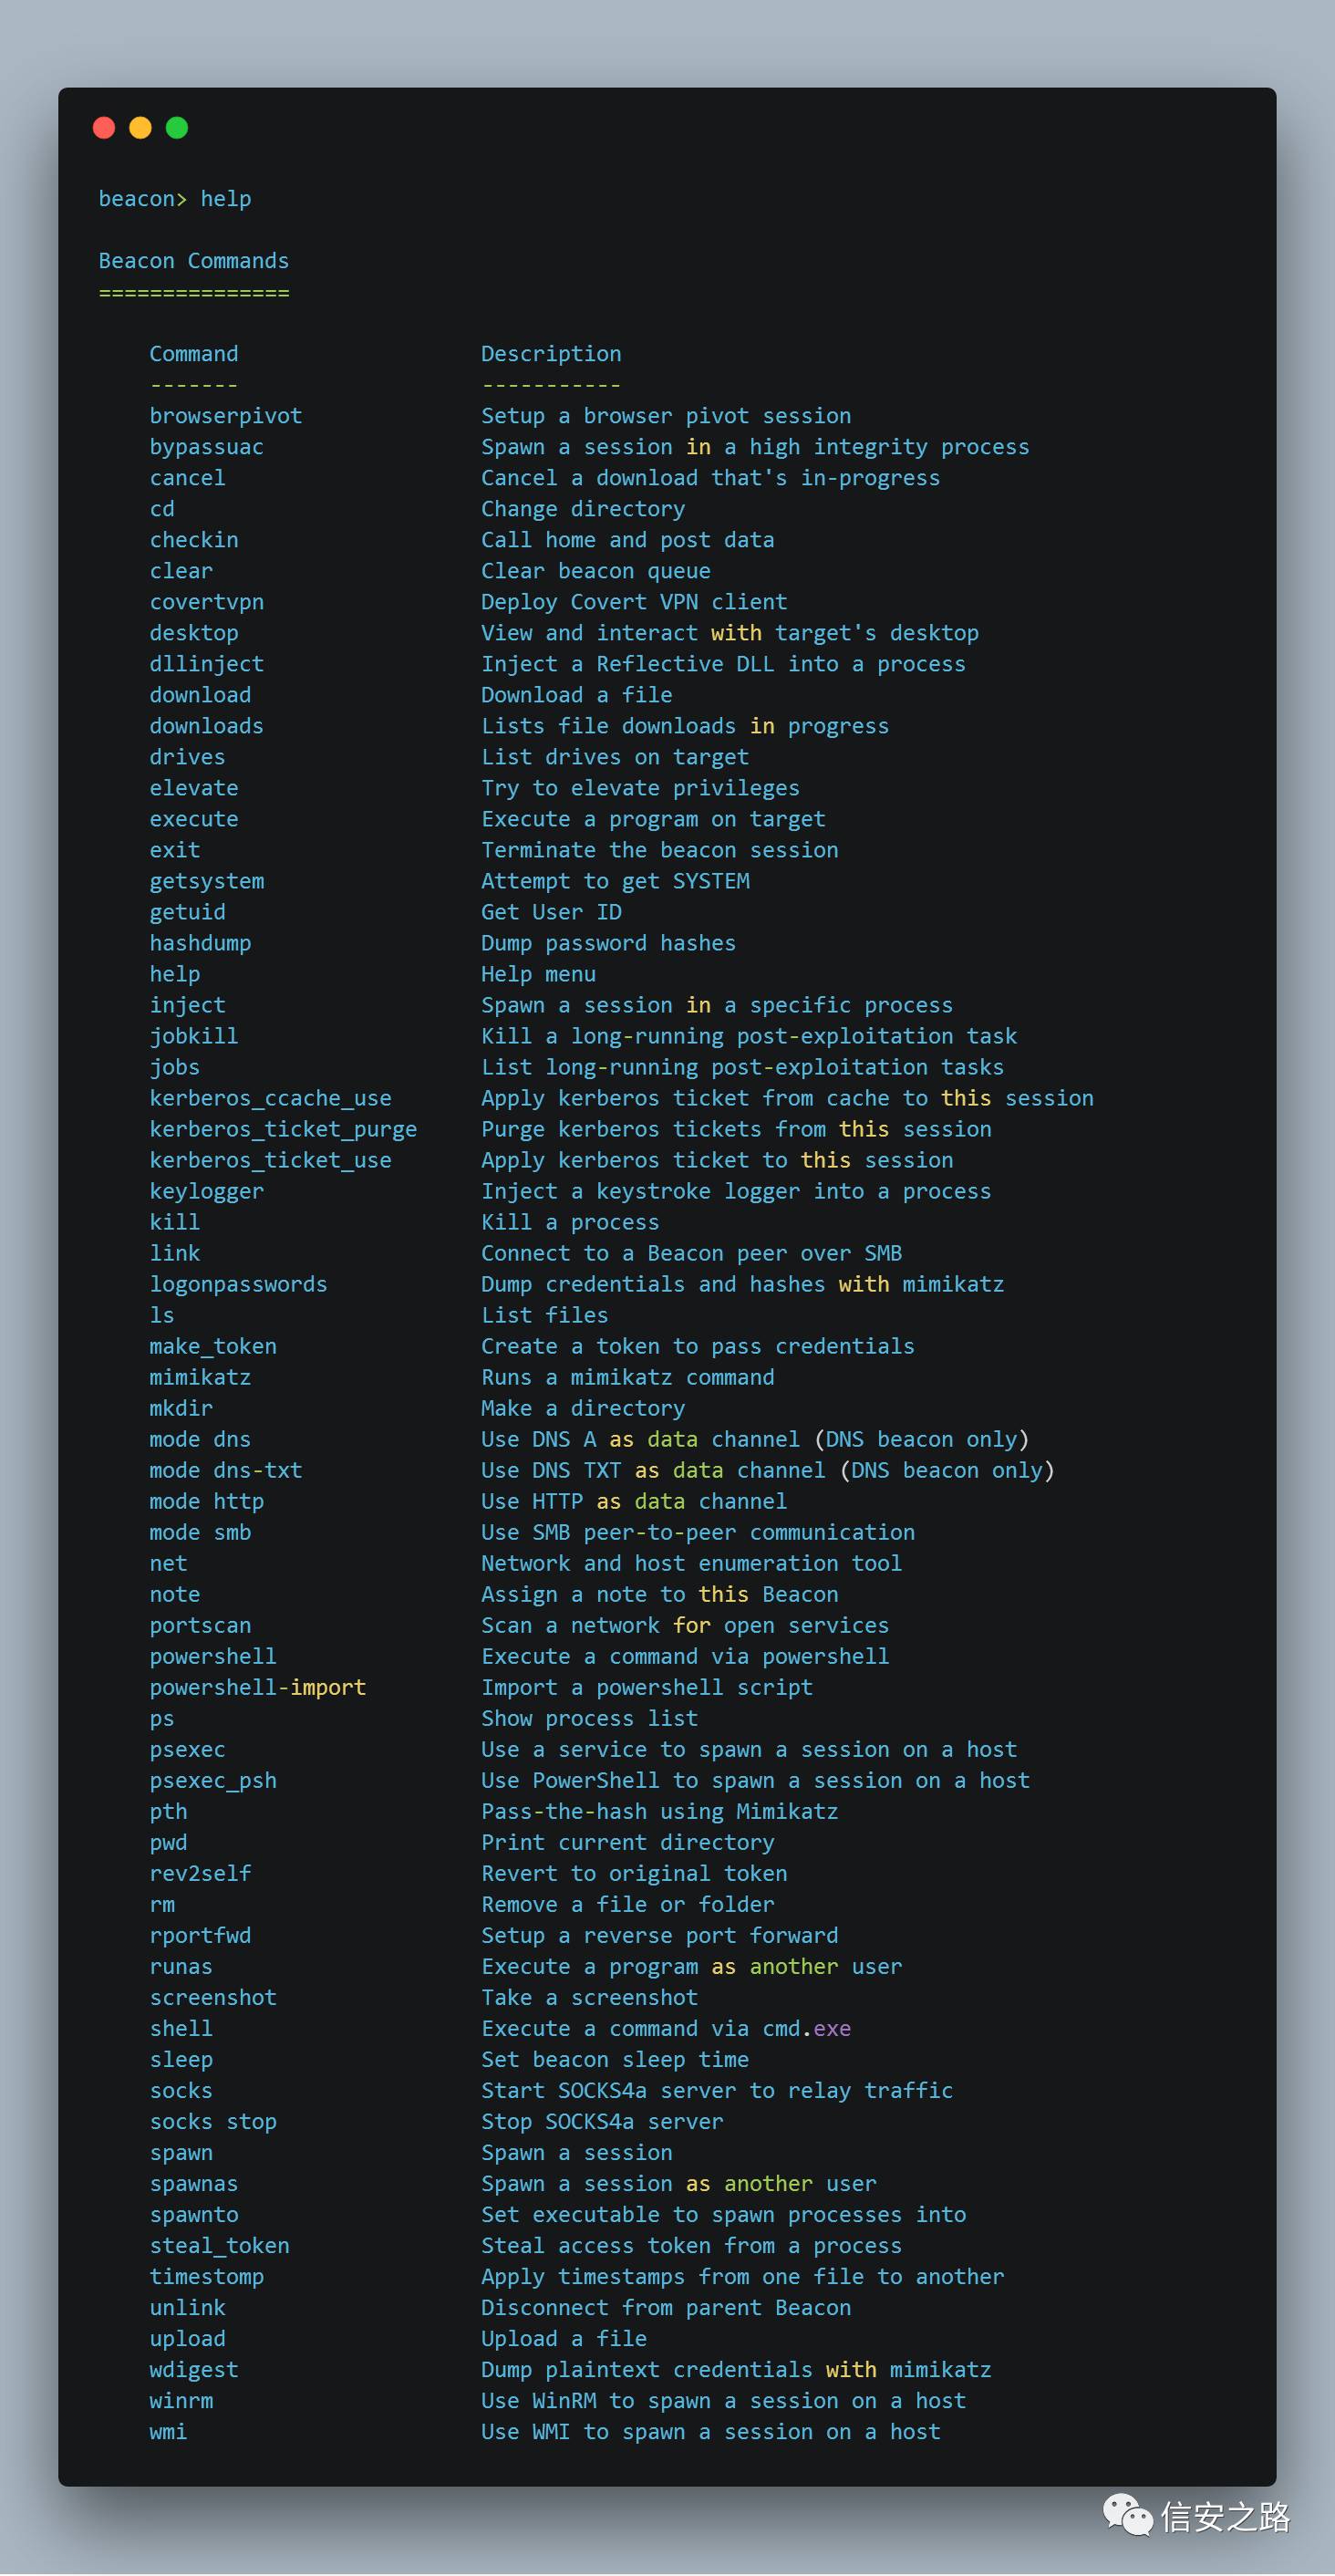 beacon> help
Beacon Commands
===============
Command Description
------- -----------
browserpivot Setup a browser pivot session
bypassuac Spawn a session in a high integrity process
cancel Cancel a download that's in-progress
cd Change directory
checkin Call home and post data
clear Clear beacon queue
covertvpn Deploy Covert VPN client
desktop View and interact with target's desktop
dllinject Inject a Reflective DLL into a process
download Download a file
downloads Lists file downloads in progress
drives List drives on target
elevate Try to elevate privileges
execute Execute a program on target
exit Terminate the beacon session
getsystem Attempt to get SYSTEM
getuid Get User ID
hashdump Dump password hashes
help Help menu
inject Spawn a session in a specific process
jobkill Kill a long-running post-exploitation task
jobs List long-running post-exploitation tasks
kerberos_ccache_use Apply kerberos ticket from cache to this session
kerberos_ticket_purge Purge kerberos tickets from this session
kerberos_ticket_use Apply kerberos ticket to this session
keylogger Inject a keystroke logger into a process
kill Kill a process
link Connect to a Beacon peer over SMB
logonpasswords Dump credentials and hashes with mimikatz
ls List files
make_token Create a token to pass credentials
mimikatz Runs a mimikatz command
mkdir Make a directory
mode dns Use DNS A as data channel (DNS beacon only)
mode dns-txt Use DNS TXT as data channel (DNS beacon only)
mode http Use HTTP as data channel
mode smb Use SMB peer-to-peer communication
net Network and host enumeration tool
note Assign a note to this Beacon
portscan Scan a network for open services
powershell Execute a command via powershell
powershell-import Import a powershell script
ps Show process list
psexec Use a service to spawn a session on a host
psexec_psh Use PowerShell to spawn a session on a host
pth Pass-the-hash using Mimikatz
pwd Print current directory
rev2self Revert to original token
rm Remove a file or folder
rportfwd Setup a reverse port forward
runas Execute a program as another user
screenshot Take a screenshot
shell Execute a command via cmd.exe
sleep Set beacon sleep time
socks Start SOCKS4a server to relay traffic
socks stop Stop SOCKS4a server
spawn Spawn a session
spawnas Spawn a session as another user
spawnto Set executable to spawn processes into
steal_token Steal access token from a process
timestomp Apply timestamps from one file to another
unlink Disconnect from parent Beacon
upload Upload a file
wdigest Dump plaintext credentials with mimikatz
winrm Use WinRM to spawn a session on a host
wmi Use WMI to spawn a session on a host
信安之路